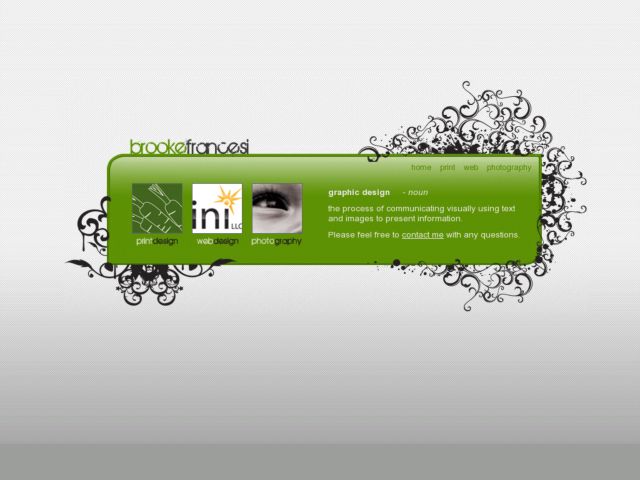 brookefrancesi
home print web photography
ini LLC
graphic design - noun
the process of communicating visually using text
and images to present information.
Please feel free to contact me with any questions.
printdesign webdesign photography